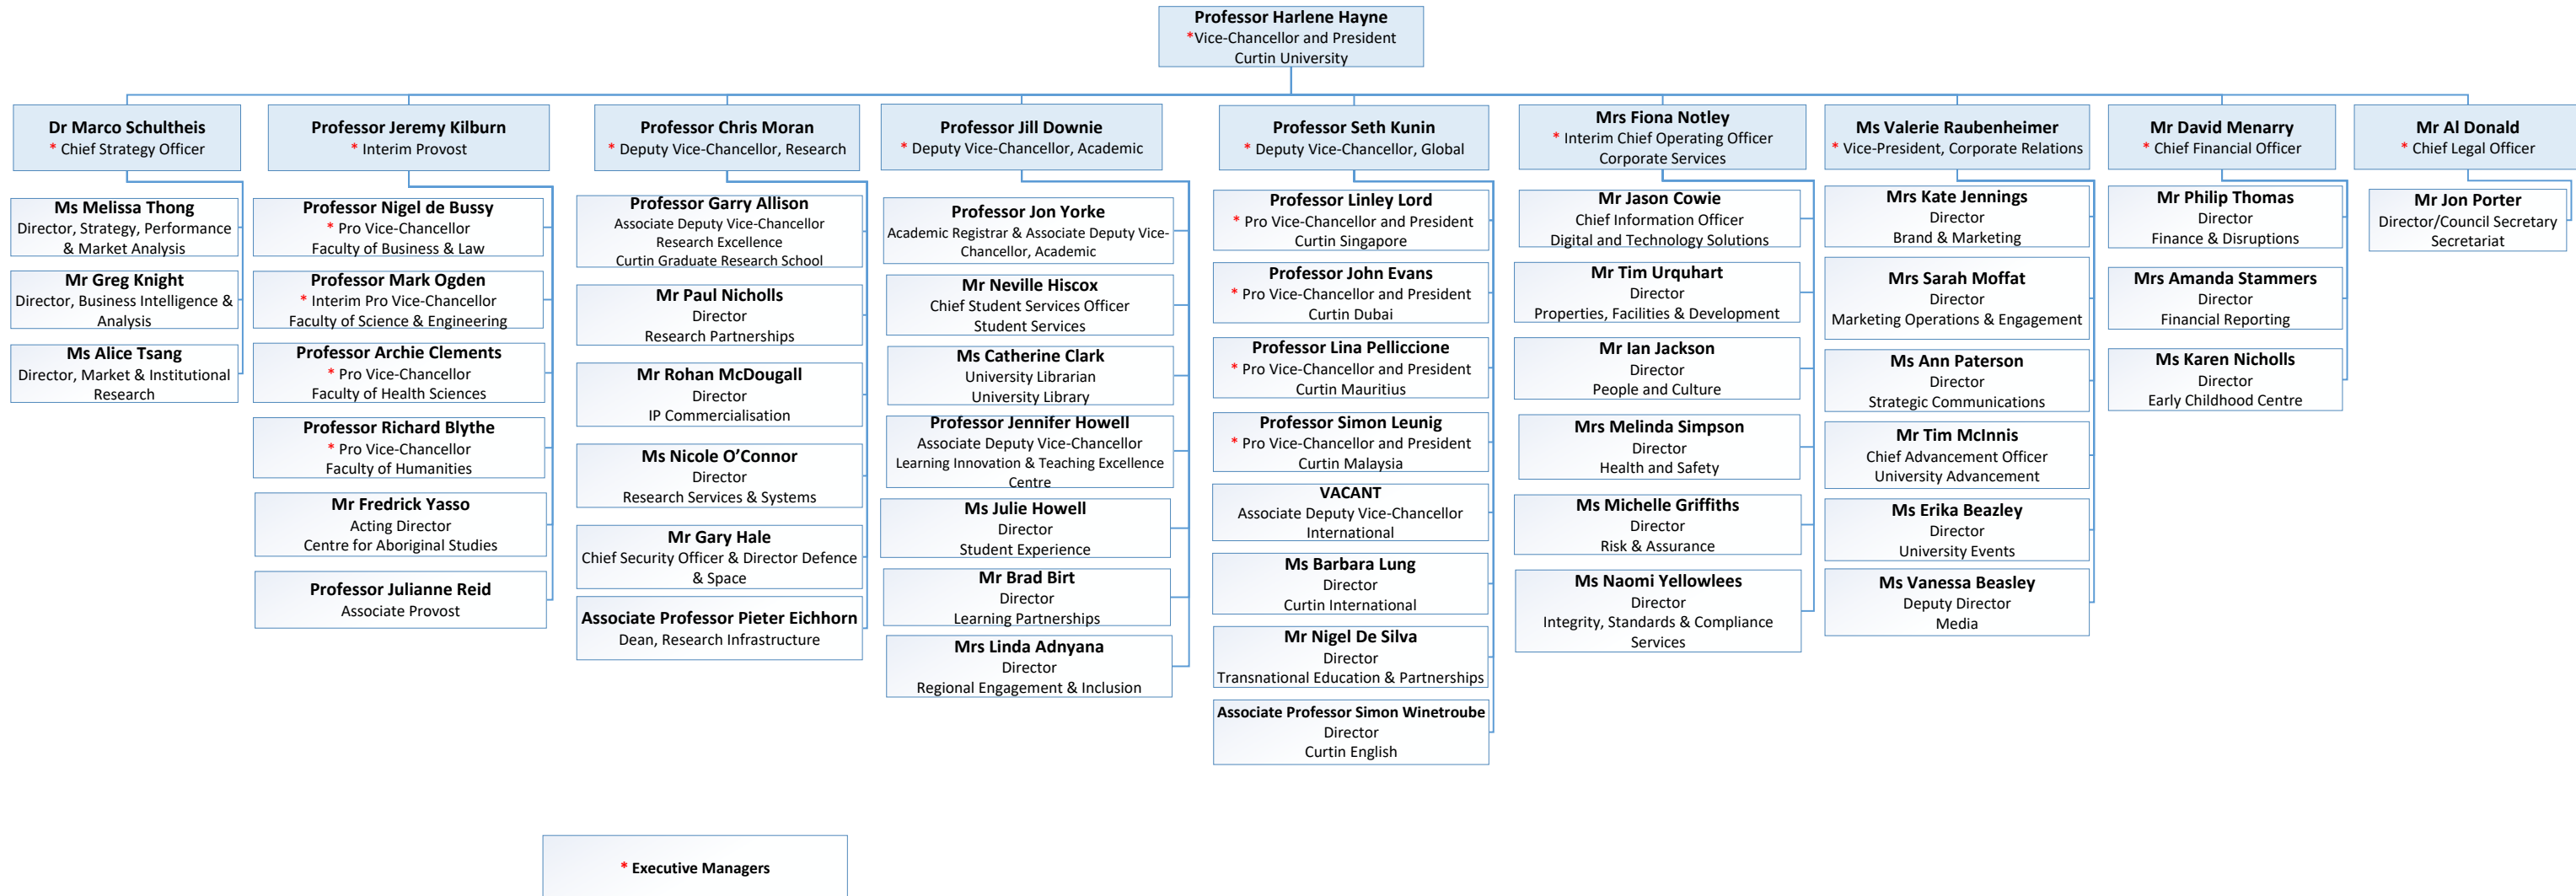 Professor Harlene Hayne
*Vice-Chancellor and President
Curtin University
Dr Marco Schultheis
* Chief Strategy Officer
Ms Melissa Thong
Director, Strategy, Performance
& Market Analysis
Mr Greg Knight
Director, Business Intelligence &
Analysis
Ms Alice Tsang
Director, Market & Institutional
Research
Professor Jeremy Kilburn
* Interim Provost
Professor Nigel de Bussy
* Pro Vice-Chancellor
Faculty of Business & Law
Professor Mark Ogden
* Interim Pro Vice-Chancellor
Faculty of Science & Engineering
Professor Archie Clements
* Pro Vice-Chancellor
Faculty of Health Sciences
Professor Richard Blythe
* Pro Vice-Chancellor
Faculty of Humanities
Mr Fredrick Yasso
Acting Director
Centre for Aboriginal Studies
Professor Julianne Reid
Associate Provost
Professor Chris Moran
* Deputy Vice-Chancellor, Research
Professor Garry Allison
Associate Deputy Vice-Chancellor
Research Excellence
Curtin Graduate Research School
Mr Paul Nicholls
Director
Research Partnerships
Mr Rohan McDougall
Director
IP Commercialisation
Ms Nicole O’Connor
Director
Research Services & Systems
Mr Gary Hale
Chief Security Officer & Director Defence
& Space
Associate Professor Pieter Eichhorn
Dean, Research Infrastructure
Professor Jill Downie
* Deputy Vice-Chancellor, Academic
Professor Jon Yorke
Academic Registrar & Associate Deputy Vice-
Chancellor, Academic
Mr Neville Hiscox
Chief Student Services Officer
Student Services
Ms Catherine Clark
University Librarian
University Library
Professor Jennifer Howell
Associate Deputy Vice-Chancellor
Learning Innovation & Teaching Excellence
Centre
Ms Julie Howell
Director
Student Experience
Mr Brad Birt
Director
Learning Partnerships
Mrs Linda Adnyana
Director
Regional Engagement & Inclusion
Professor Seth Kunin
* Deputy Vice-Chancellor, Global
Professor Linley Lord
* Pro Vice-Chancellor and President
Curtin Singapore
Professor John Evans
* Pro Vice-Chancellor and President
Curtin Dubai
Professor Lina Pelliccione
* Pro Vice-Chancellor and President
Curtin Mauritius
Professor Simon Leunig
* Pro Vice-Chancellor and President
Curtin Malaysia
VACANT
Associate Deputy Vice-Chancellor
International
Ms Barbara Lung
Director
Curtin International
Mr Nigel De Silva
Director
Transnational Education & Partnerships
Associate Professor Simon Winetroube
Director
Curtin English
Mrs Fiona Notley
* Interim Chief Operating Officer
Corporate Services
Mr Jason Cowie
Chief Information Officer
Digital and Technology Solutions
Mr Tim Urquhart
Director
Properties, Facilities & Development
Mr Ian Jackson
Director
People and Culture
Mrs Melinda Simpson
Director
Health and Safety
Ms Michelle Griffiths
Director
Risk & Assurance
Ms Naomi Yellowlees
Director
Integrity, Standards & Compliance
Services
Ms Valerie Raubenheimer
* Vice-President, Corporate Relations
Mrs Kate Jennings
Director
Brand & Marketing
Mrs Sarah Moffat
Director
Marketing Operations & Engagement
Ms Ann Paterson
Director
Strategic Communications
Mr Tim McInnis
Chief Advancement Officer
University Advancement
Ms Erika Beazley
Director
University Events
Ms Vanessa Beasley
Deputy Director
Media
Mr David Menarry
* Chief Financial Officer
Mr Philip Thomas
Director
Finance & Disruptions
Mrs Amanda Stammers
Director
Financial Reporting
Ms Karen Nicholls
Director
Early Childhood Centre
Mr Al Donald
* Chief Legal Officer
Mr Jon Porter
Director/Council Secretary
Secretariat
* Executive Managers